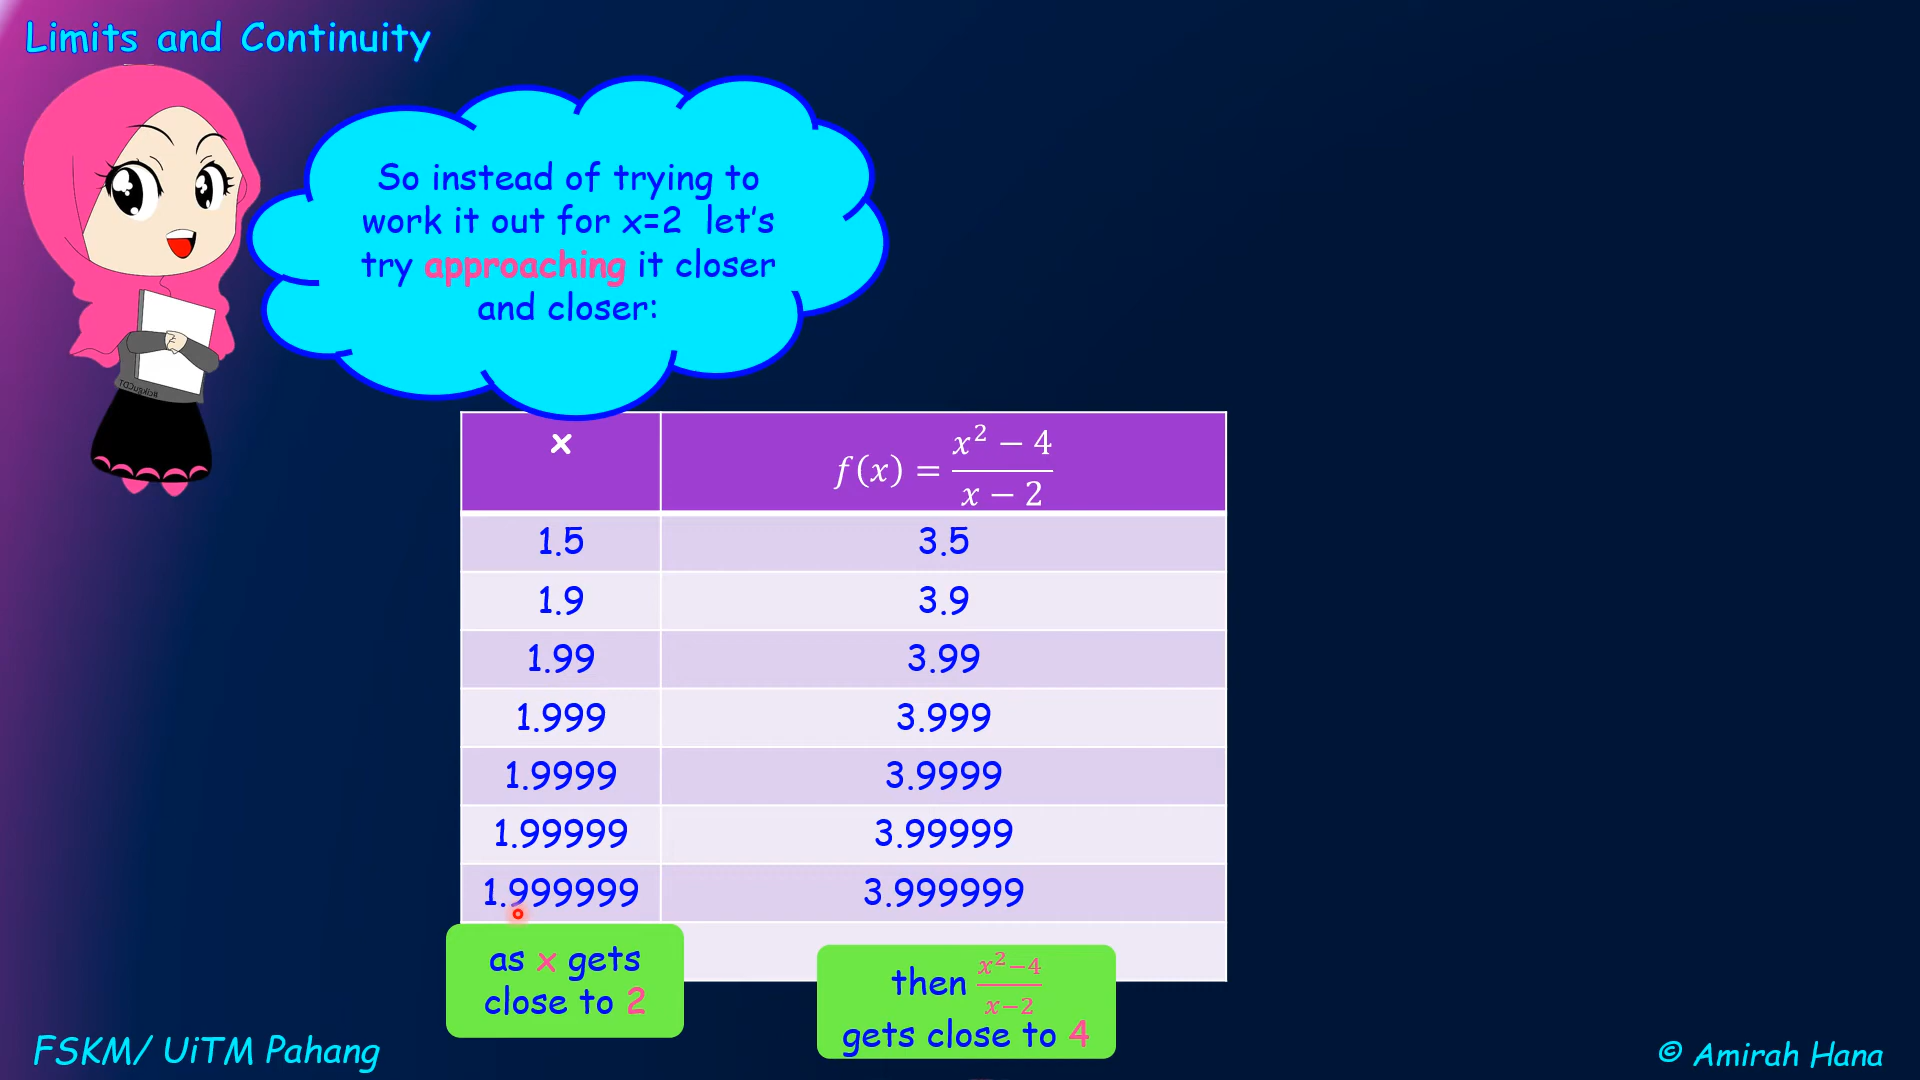 Limits and Continuity
So instead of trying to
work it out for x=2 let's
try approaching it closer
and closer:
x f(x) = (x² − 4)/(x − 2)
1.5 3.5
1.9 3.9
1.99 3.99
1.999 3.999
1.9999 3.9999
1.99999 3.99999
1.999999 3.999999
as x gets
close to 2
then (x²−4)/(x−2)
gets close to 4
FSKM/ UiTM Pahang
© Amirah Hana